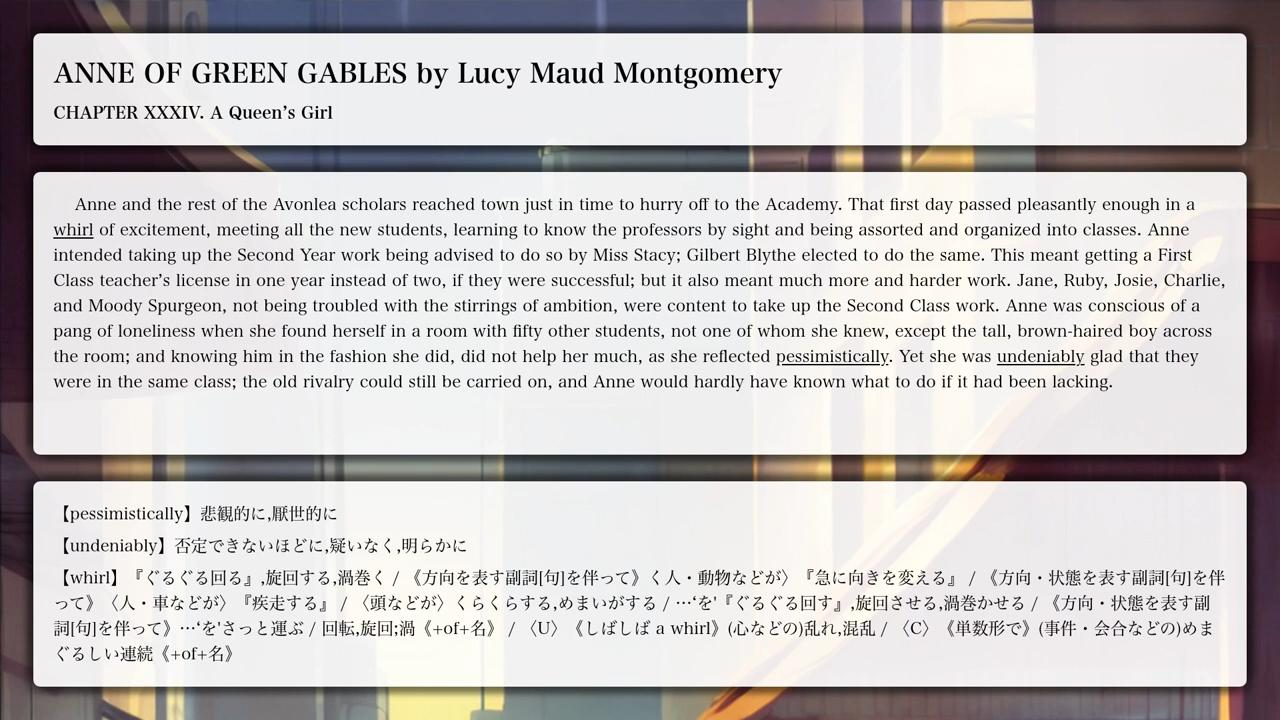 ANNE OF GREEN GABLES by Lucy Maud Montgomery
CHAPTER XXXIV. A Queen’s Girl
Anne and the rest of the Avonlea scholars reached town just in time to hurry off to the Academy. That first day passed pleasantly enough in a
whirl of excitement, meeting all the new students, learning to know the professors by sight and being assorted and organized into classes. Anne
intended taking up the Second Year work being advised to do so by Miss Stacy; Gilbert Blythe elected to do the same. This meant getting a First
Class teacher’s license in one year instead of two, if they were successful; but it also meant much more and harder work. Jane, Ruby, Josie, Charlie,
and Moody Spurgeon, not being troubled with the stirrings of ambition, were content to take up the Second Class work. Anne was conscious of a
pang of loneliness when she found herself in a room with fifty other students, not one of whom she knew, except the tall, brown-haired boy across
the room; and knowing him in the fashion she did, did not help her much, as she reflected pessimistically. Yet she was undeniably glad that they
were in the same class; the old rivalry could still be carried on, and Anne would hardly have known what to do if it had been lacking.
【pessimistically】悲観的に,厭世的に
【undeniably】否定できないほどに,疑いなく,明らかに
【whirl】『ぐるぐる回る』,旋回する,渦巻く / 《方向を表す副詞[句]を伴って》く人・動物などが〉『急に向きを変える』 / 《方向・状態を表す副詞[句]を伴
って》〈人・車などが〉『疾走する』 / 〈頭などが〉くらくらする,めまいがする / …‘を'『ぐるぐる回す』,旋回させる,渦巻かせる / 《方向・状態を表す副
詞[句]を伴って》…‘を'さっと運ぶ / 回転,旋回;渦《+of+名》 / 〈U〉《しばしば a whirl》(心などの)乱れ,混乱 / 〈C〉《単数形で》(事件・会合などの)めま
ぐるしい連続《+of+名》